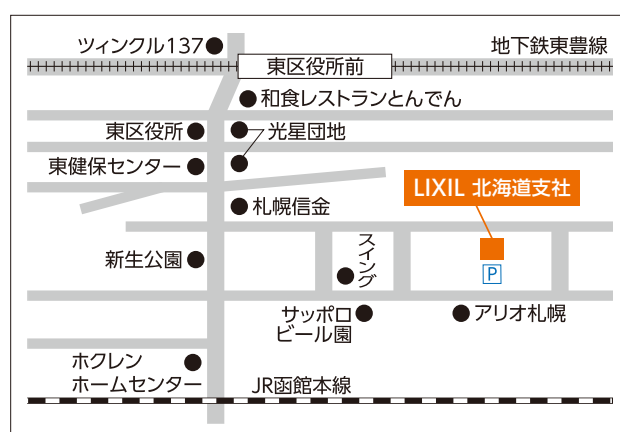 ツィンクル137
地下鉄東豊線
東区役所前
和食レストランとんでん
東区役所
光星団地
東健保センター
LIXIL 北海道支社
札幌信金
新生公園
スイング
P
サッポロ
ビール園
アリオ札幌
ホクレン
ホームセンター
JR函館本線